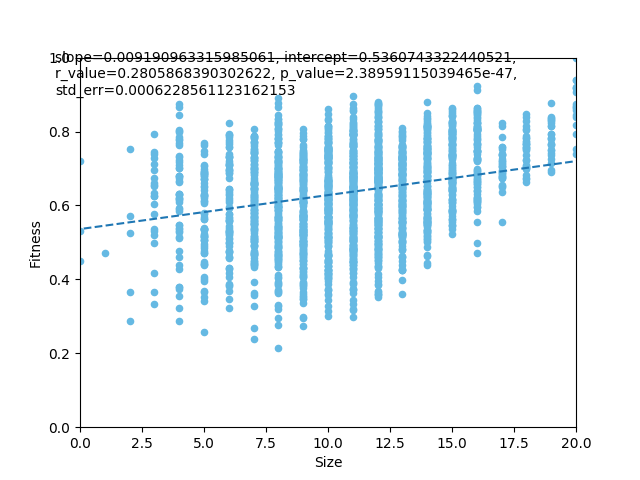 slope=0.009190963315985061, intercept=0.5360743322440521,
r_value=0.2805868390302622, p_value=2.38959115039465e-47,
std_err=0.0006228561123162153
1.0
0.8
0.6
0.4
0.2
0.0
Fitness
0.0 2.5 5.0 7.5 10.0 12.5 15.0 17.5 20.0
Size